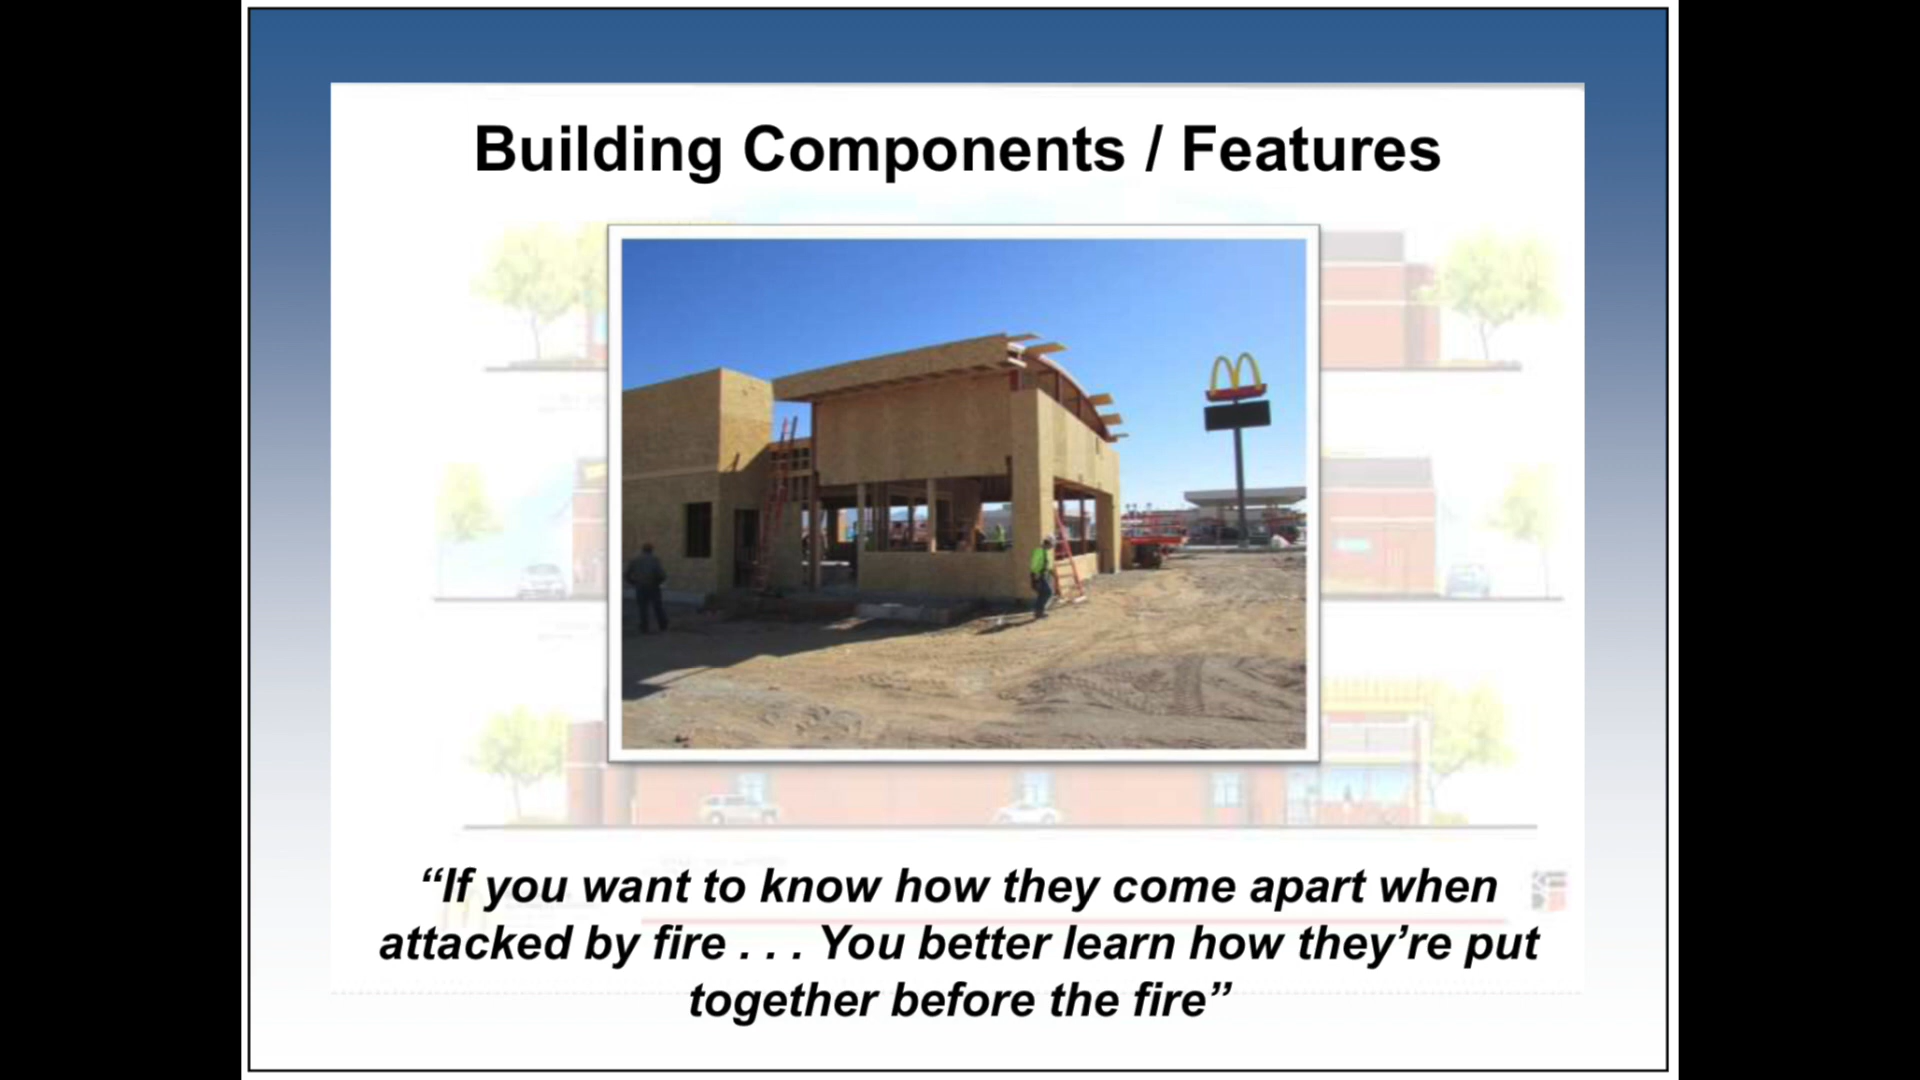 Building Components / Features
“If you want to know how they come apart when
attacked by fire . . . You better learn how they’re put
together before the fire”